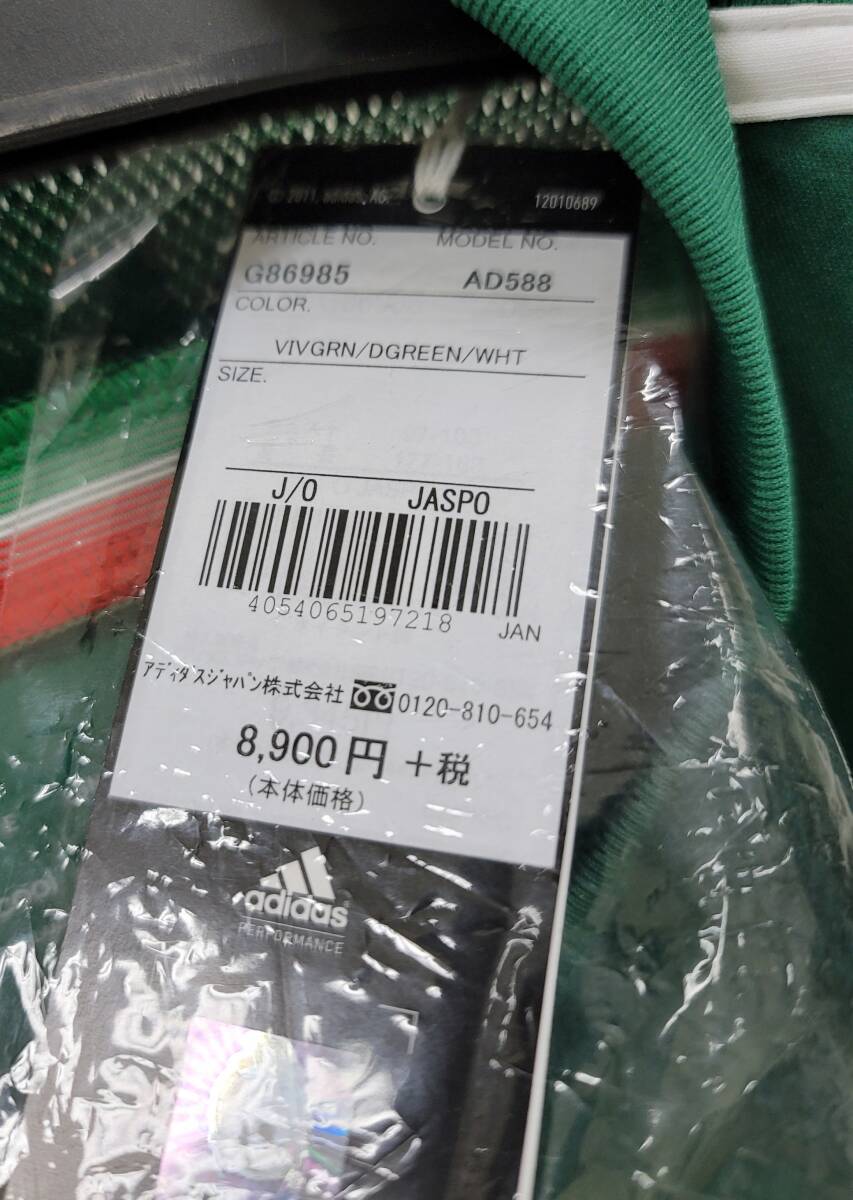 © 2011. adidas AG. 12010689
ARTICLE NO. MODEL NO.
G86985 AD588
COLOR.
VIVGRN/DGREEN/WHT
SIZE.
J/O JASPO
4054065197218
JAN
アディダスジャパン株式会社 0120-810-654
8,900円 +税
(本体価格)
adidas
PERFORMANCE